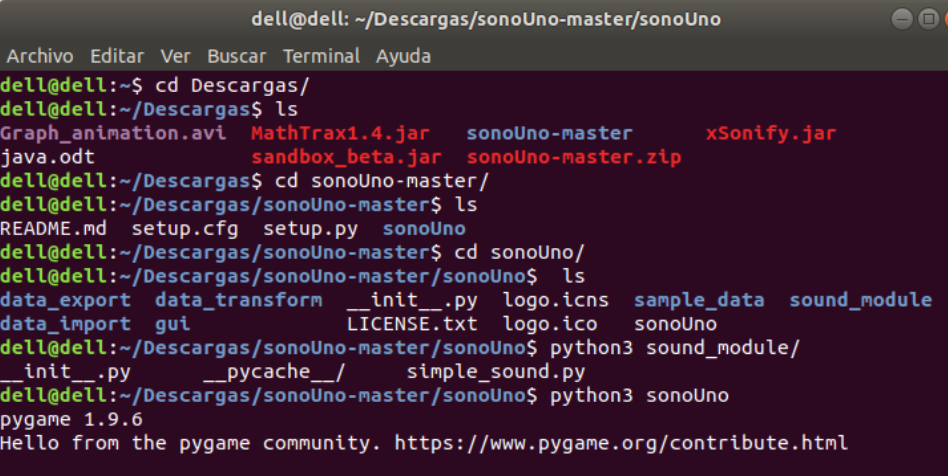 dell@dell: ~/Descargas/sonoUno-master/sonoUno
Archivo Editar Ver Buscar Terminal Ayuda
dell@dell:~$ cd Descargas/
dell@dell:~/Descargas$ ls
Graph_animation.avi MathTrax1.4.jar sonoUno-master xSonify.jar
java.odt sandbox_beta.jar sonoUno-master.zip
dell@dell:~/Descargas$ cd sonoUno-master/
dell@dell:~/Descargas/sonoUno-master$ ls
README.md setup.cfg setup.py sonoUno
dell@dell:~/Descargas/sonoUno-master$ cd sonoUno/
dell@dell:~/Descargas/sonoUno-master/sonoUno$ ls
data_export data_transform __init__.py logo.icns sample_data sound_module
data_import gui LICENSE.txt logo.ico sonoUno
dell@dell:~/Descargas/sonoUno-master/sonoUno$ python3 sound_module/
__init__.py __pycache__/ simple_sound.py
dell@dell:~/Descargas/sonoUno-master/sonoUno$ python3 sonoUno
pygame 1.9.6
Hello from the pygame community. https://www.pygame.org/contribute.html